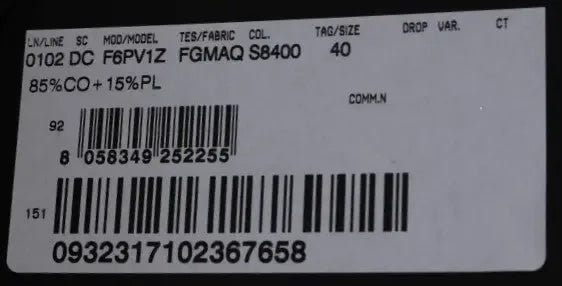 LN/LINE SC MOD/MODEL TES/FABRIC COL. TAG/SIZE DROP VAR. CT
0102 DC F6PV1Z FGMAQ S8400 40
85%CO+15%PL
COMM.N
92
8 058349 252255
151
0932317102367658